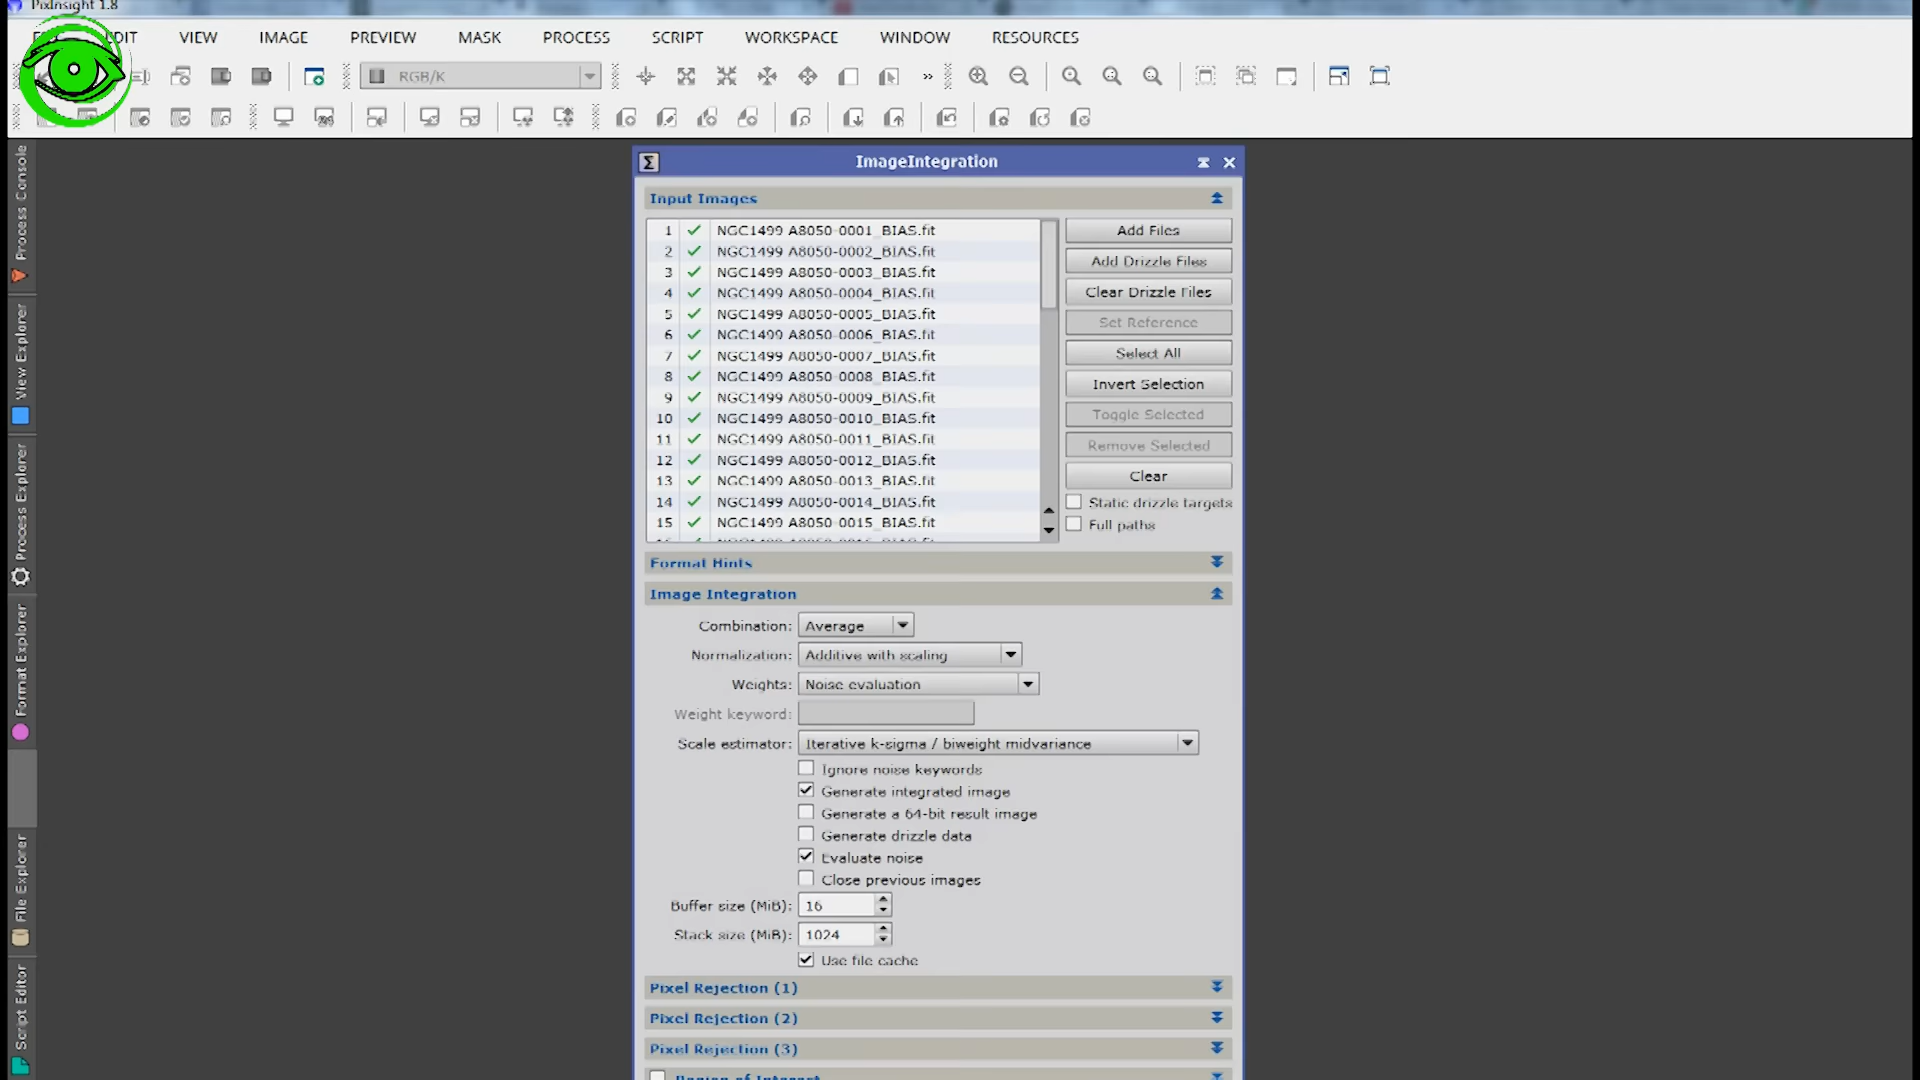 PixInsight 1.8
VIEW IMAGE PREVIEW MASK PROCESS SCRIPT WORKSPACE WINDOW RESOURCES
RGB/K
Process Console
View Explorer
Process Explorer
Format Explorer
File Explorer
Script Editor
ImageIntegration
Input Images
1 NGC1499 A8050-0001_BIAS.fit
2 NGC1499 A8050-0002_BIAS.fit
3 NGC1499 A8050-0003_BIAS.fit
4 NGC1499 A8050-0004_BIAS.fit
5 NGC1499 A8050-0005_BIAS.fit
6 NGC1499 A8050-0006_BIAS.fit
7 NGC1499 A8050-0007_BIAS.fit
8 NGC1499 A8050-0008_BIAS.fit
9 NGC1499 A8050-0009_BIAS.fit
10 NGC1499 A8050-0010_BIAS.fit
11 NGC1499 A8050-0011_BIAS.fit
12 NGC1499 A8050-0012_BIAS.fit
13 NGC1499 A8050-0013_BIAS.fit
14 NGC1499 A8050-0014_BIAS.fit
15 NGC1499 A8050-0015_BIAS.fit
Add Files
Add Drizzle Files
Clear Drizzle Files
Set Reference
Select All
Invert Selection
Toggle Selected
Remove Selected
Clear
Static drizzle targets
Full paths
Format Hints
Image Integration
Combination: Average
Normalization: Additive with scaling
Weights: Noise evaluation
Weight keyword:
Scale estimator: Iterative k-sigma / biweight midvariance
Ignore noise keywords
Generate integrated image
Generate a 64-bit result image
Generate drizzle data
Evaluate noise
Close previous images
Buffer size (MiB): 16
Stack size (MiB): 1024
Use file cache
Pixel Rejection (1)
Pixel Rejection (2)
Pixel Rejection (3)
Region of Interest